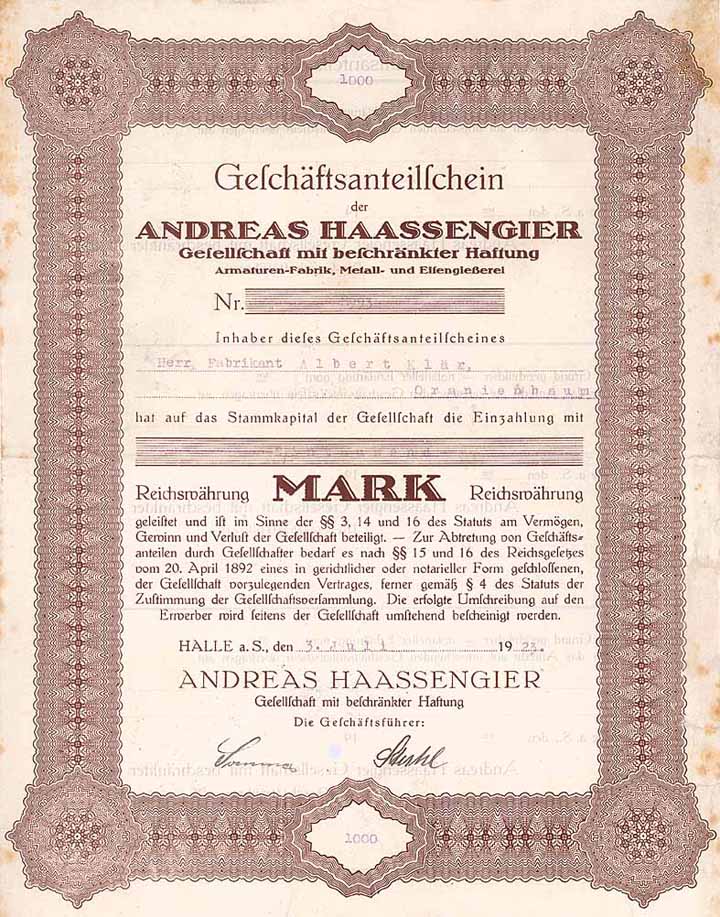 1000
Geſchäftsanteilſchein
der
ANDREAS HAASSENGIER
Geſellſchaft mit beſchränkter Haftung
Armaturen-Fabrik, Metall- und Eiſengießerei
Nr.
Inhaber dieſes Geſchäftsanteilſcheines
Herr Fabrikant Albert Klär,
Oranienbaum
hat auf das Stammkapital der Geſellſchaft die Einzahlung mit
Reichswährung MARK Reichswährung
geleiſtet und iſt im Sinne der §§ 3, 14 und 16 des Statuts am Vermögen,
Gewinn und Verluſt der Geſellſchaft beteiligt. — Zur Abtretung von Geſchäfts-
anteilen durch Geſellſchafter bedarf es nach §§ 15 und 16 des Reichsgeſetzes
vom 20. April 1892 eines in gerichtlicher oder notarieller Form geſchloſſenen,
der Geſellſchaft vorzulegenden Vertrages, ferner gemäß § 4 des Statuts der
Zuſtimmung der Geſellſchaftsverſammlung. Die erfolgte Umſchreibung auf den
Erwerber wird ſeitens der Geſellſchaft umſtehend beſcheinigt werden.
HALLE a. S., den 3. Juli 1923.
ANDREAS HAASSENGIER
Geſellſchaft mit beſchränkter Haftung
Die Geſchäftsführer:
1000